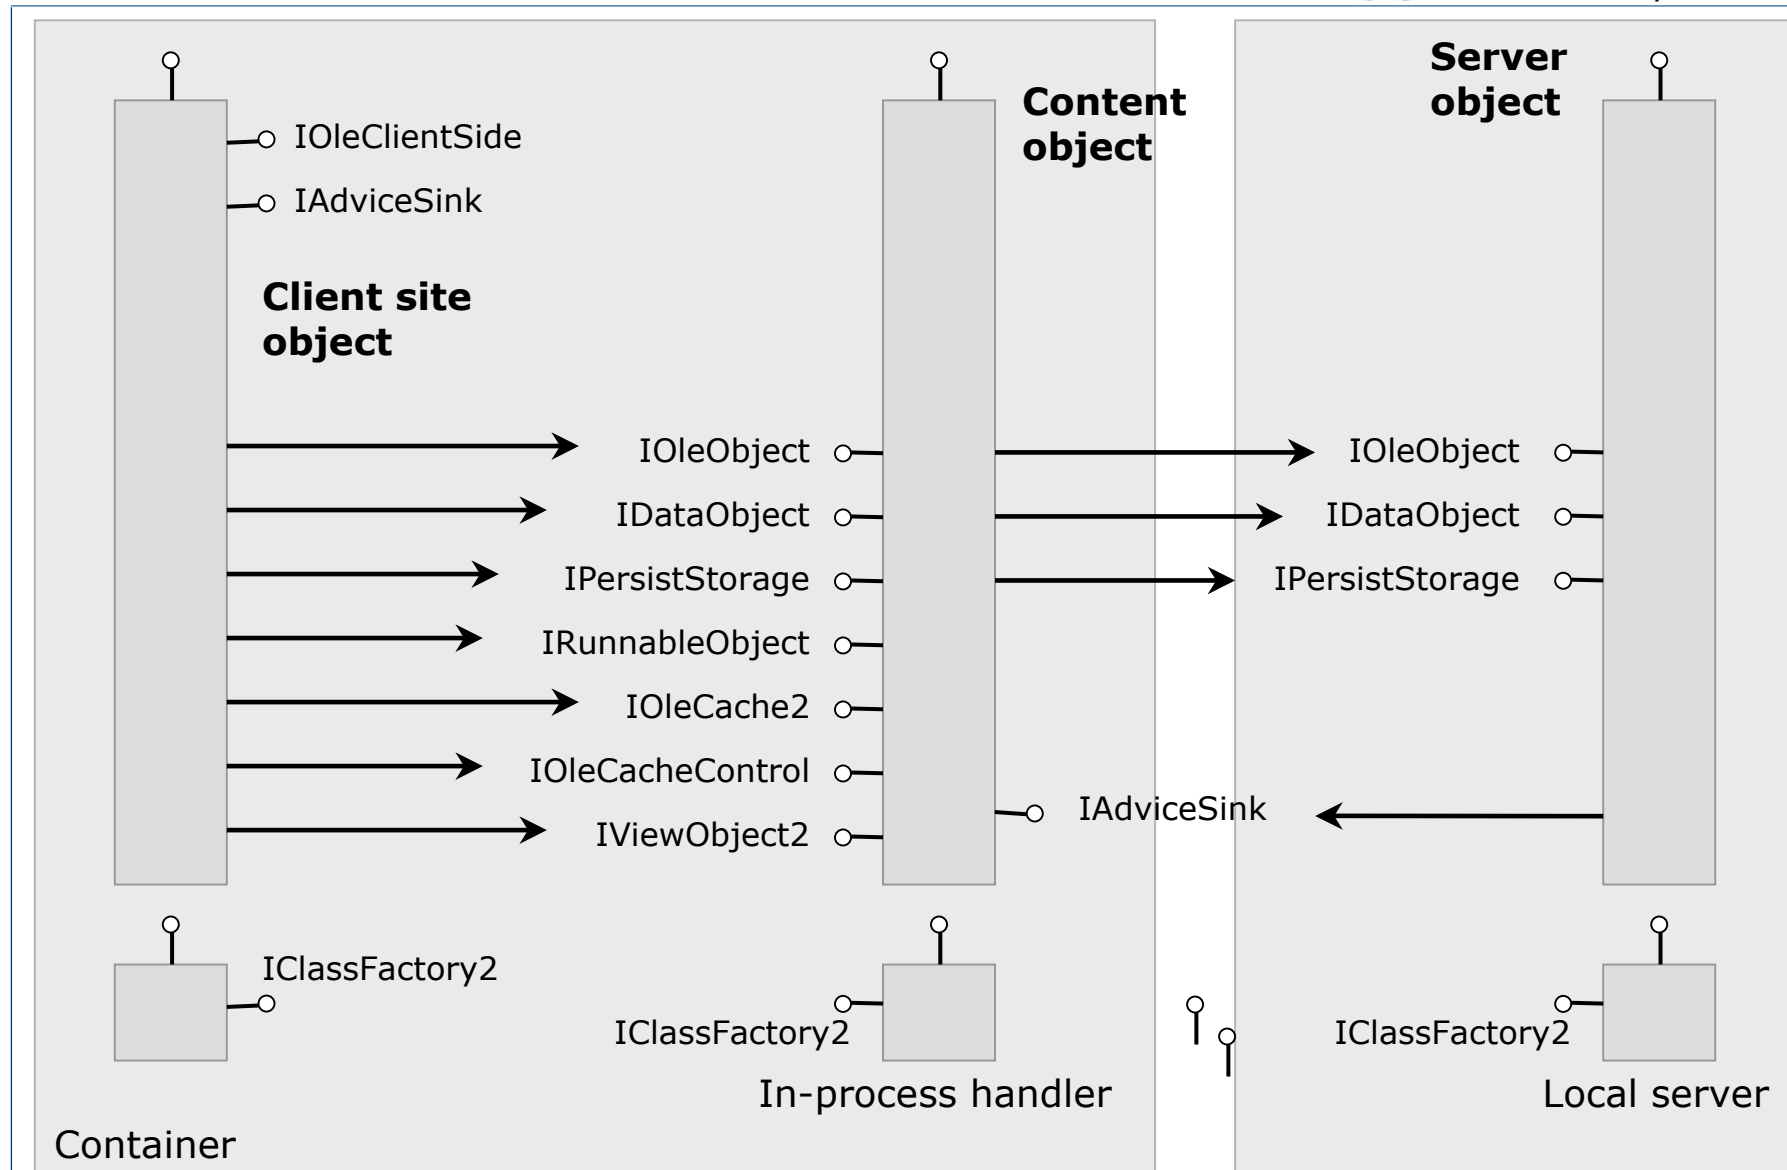 Server
object
Content
object
IOleClientSide
IAdviceSink
Client site
object
IOleObject
IOleObject
IDataObject
IDataObject
IPersistStorage
IPersistStorage
IRunnableObject
IOleCache2
IOleCacheControl
IAdviceSink
IViewObject2
IClassFactory2
IClassFactory2
IClassFactory2
In-process handler
Local server
Container